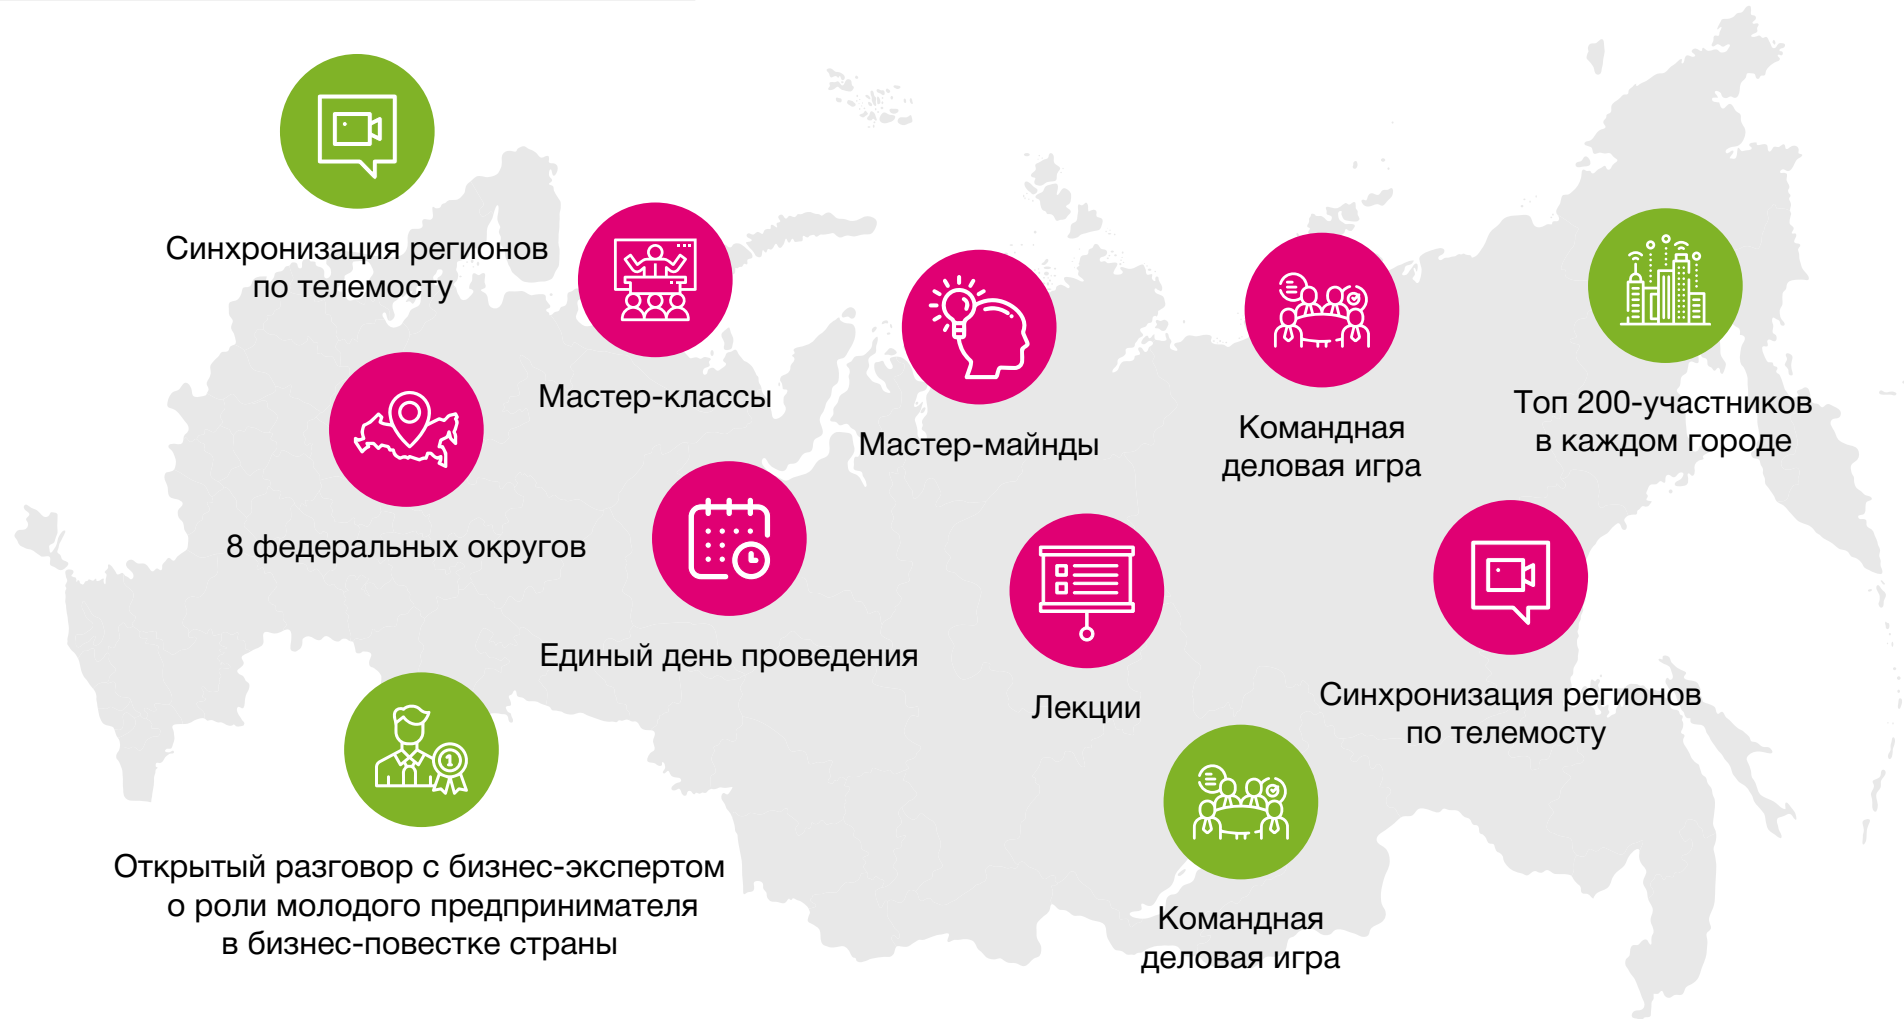 Синхронизация регионов
по телемосту
Мастер-классы
Мастер-майнды
Командная
деловая игра
Топ 200-участников
в каждом городе
8 федеральных округов
Единый день проведения
Лекции
Синхронизация регионов
по телемосту
1
Открытый разговор с бизнес-экспертом
о роли молодого предпринимателя
в бизнес-повестке страны
Командная
деловая игра